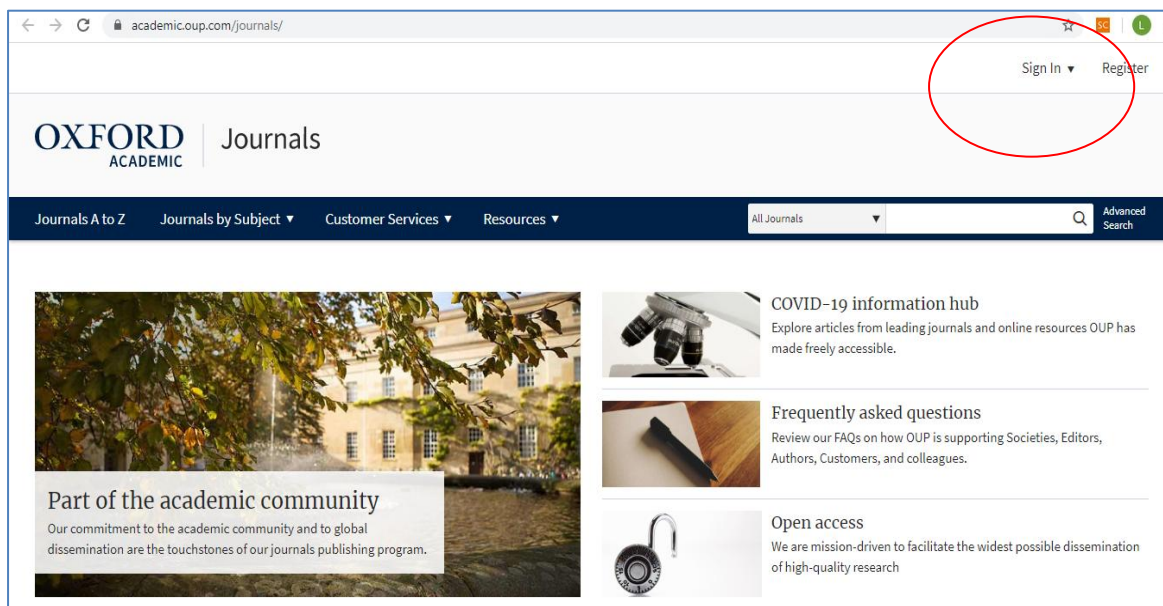 academic.oup.com/journals/
SC
L
Sign In ▼ Register
OXFORD
ACADEMIC
Journals
Journals A to Z Journals by Subject ▼ Customer Services ▼ Resources ▼
All Journals ▼
Advanced
Search
Part of the academic community
Our commitment to the academic community and to global
dissemination are the touchstones of our journals publishing program.
COVID-19 information hub
Explore articles from leading journals and online resources OUP has
made freely accessible.
Frequently asked questions
Review our FAQs on how OUP is supporting Societies, Editors,
Authors, Customers, and colleagues.
Open access
We are mission-driven to facilitate the widest possible dissemination
of high-quality research